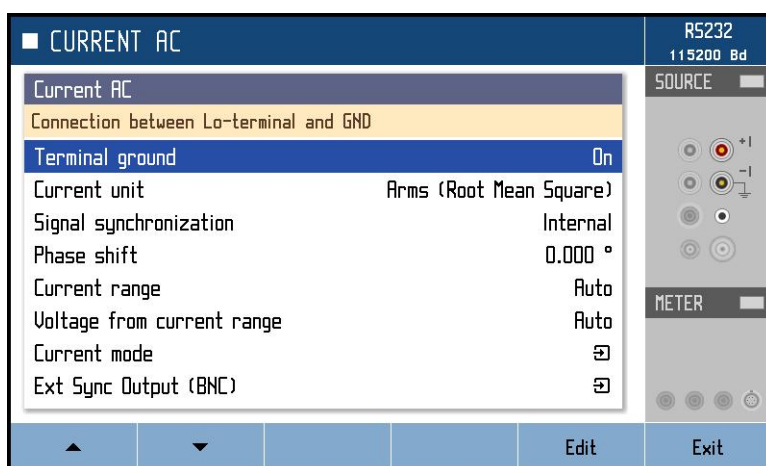 CURRENT AC
RS232
115200 Bd
Current AC
Connection between Lo-terminal and GND
Terminal ground On
Current unit Arms (Root Mean Square)
Signal synchronization Internal
Phase shift 0.000 °
Current range Auto
Voltage from current range Auto
Current mode
Ext Sync Output (BNC)
SOURCE
+I
-I
METER
Edit Exit